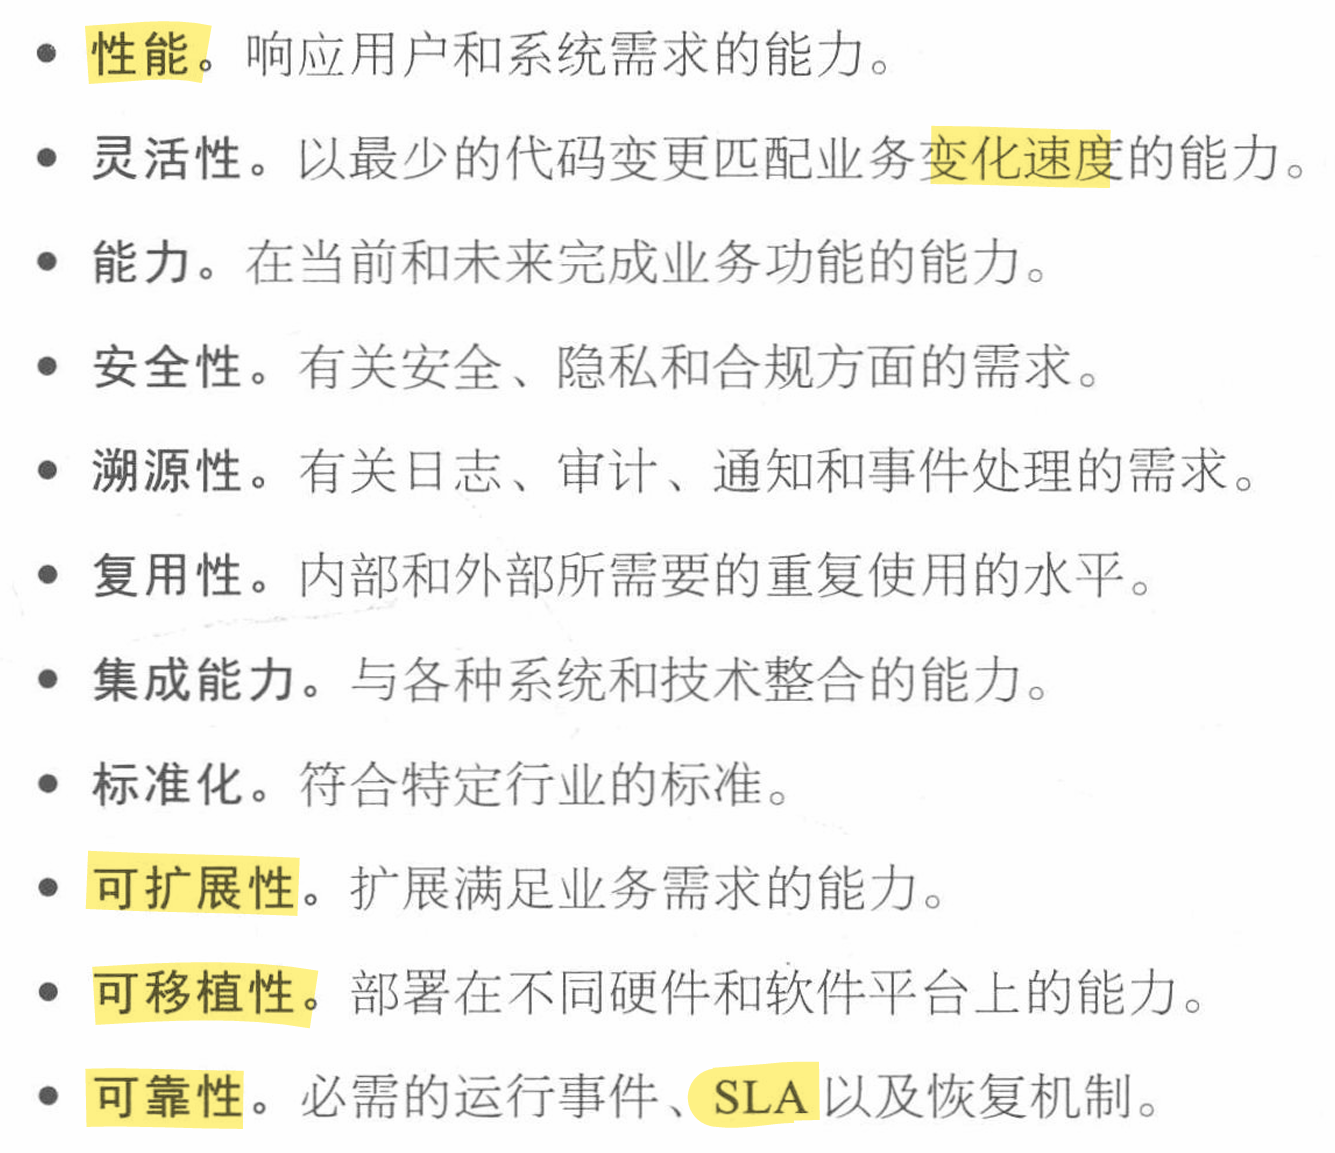 • 性能。响应用户和系统需求的能力。
• 灵活性。以最少的代码变更匹配业务变化速度的能力。
• 能力。在当前和未来完成业务功能的能力。
• 安全性。有关安全、隐私和合规方面的需求。
• 溯源性。有关日志、审计、通知和事件处理的需求。
• 复用性。内部和外部所需要的重复使用的水平。
• 集成能力。与各种系统和技术整合的能力。
• 标准化。符合特定行业的标准。
• 可扩展性。扩展满足业务需求的能力。
• 可移植性。部署在不同硬件和软件平台上的能力。
• 可靠性。必需的运行事件、SLA 以及恢复机制。